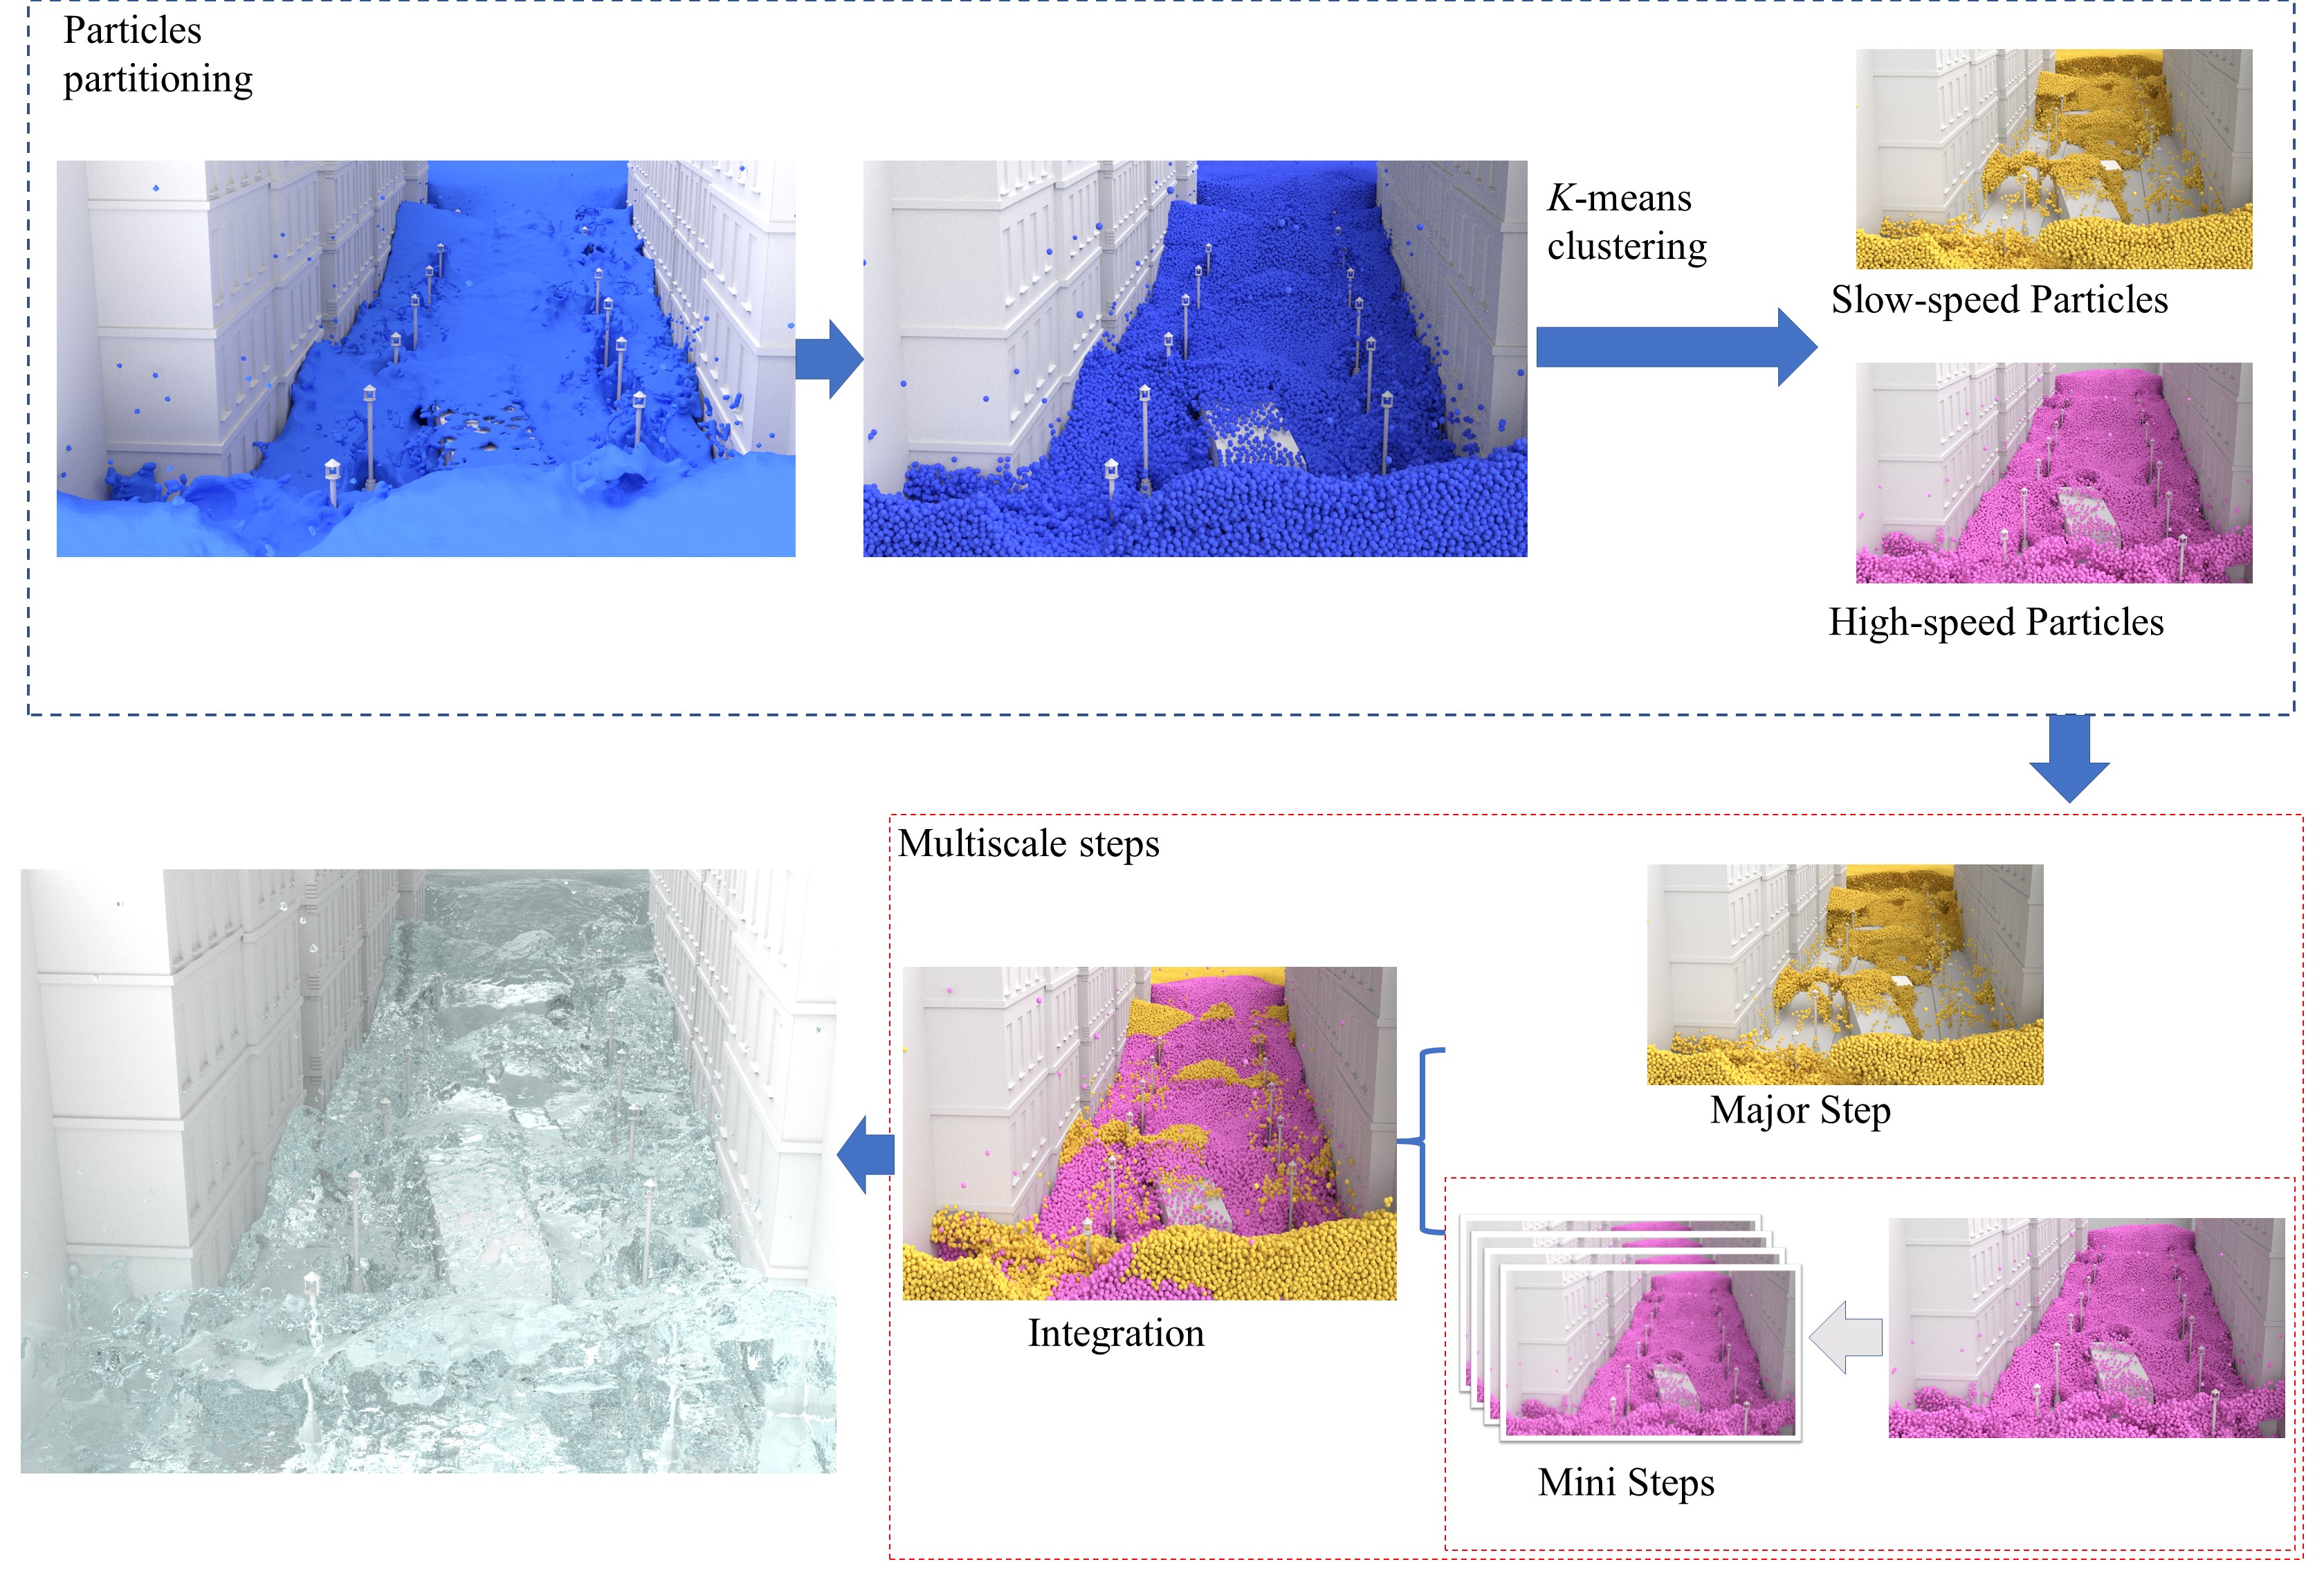 Particles
partitioning
K-means
clustering
Slow-speed Particles
High-speed Particles
Multiscale steps
Major Step
Integration
Mini Steps